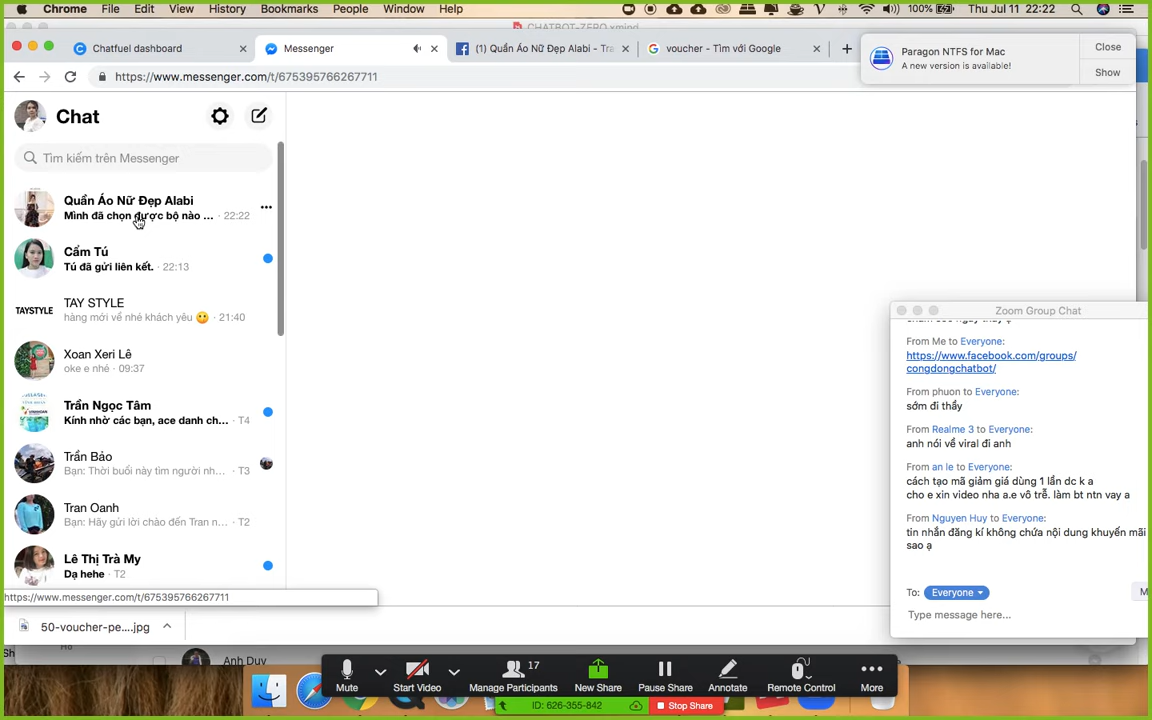 Chrome File Edit View History Bookmarks People Window Help 100% Thu Jul 11 22:22
CHATBOT-ZERO.xmind
Chatfuel dashboard
Messenger
(1) Quần Áo Nữ Đẹp Alabi - Tra
voucher - Tìm với Google
https://www.messenger.com/t/675395766267711
Paragon NTFS for Mac
A new version is available!
Close
Show
Chat
Tìm kiếm trên Messenger
Quần Áo Nữ Đẹp Alabi
Mình đã chọn được bộ nào ... · 22:22
Cẩm Tú
Tú đã gửi liên kết. · 22:13
TAYSTYLE
TAY STYLE
hàng mới về nhé khách yêu 🙂 · 21:40
Xoan Xeri Lê
oke e nhé · 09:37
Trần Ngọc Tâm
Kính nhờ các bạn, ace danh ch... · T4
Trần Bảo
Bạn: Thời buổi này tìm người nh... · T3
Tran Oanh
Bạn: Hãy gửi lời chào đến Tran n... · T2
Lê Thị Trà My
Dạ hehe · T2
https://www.messenger.com/t/675395766267711
50-voucher-pe....jpg
Anh Duy
Zoom Group Chat
From Me to Everyone:
https://www.facebook.com/groups/
congdongchatbot/
From phuon to Everyone:
sớm đi thầy
From Realme 3 to Everyone:
anh nói về viral đi anh
From an le to Everyone:
cách tạo mã giảm giá dùng 1 lần dc k a
cho e xin video nha a.e vô trễ. làm bt ntn vay a
From Nguyen Huy to Everyone:
tin nhắn đăng kí không chứa nội dung khuyến mãi
sao ạ
To: Everyone
Type message here...
17
Mute Start Video Manage Participants New Share Pause Share Annotate Remote Control More
ID: 626-355-842 Stop Share